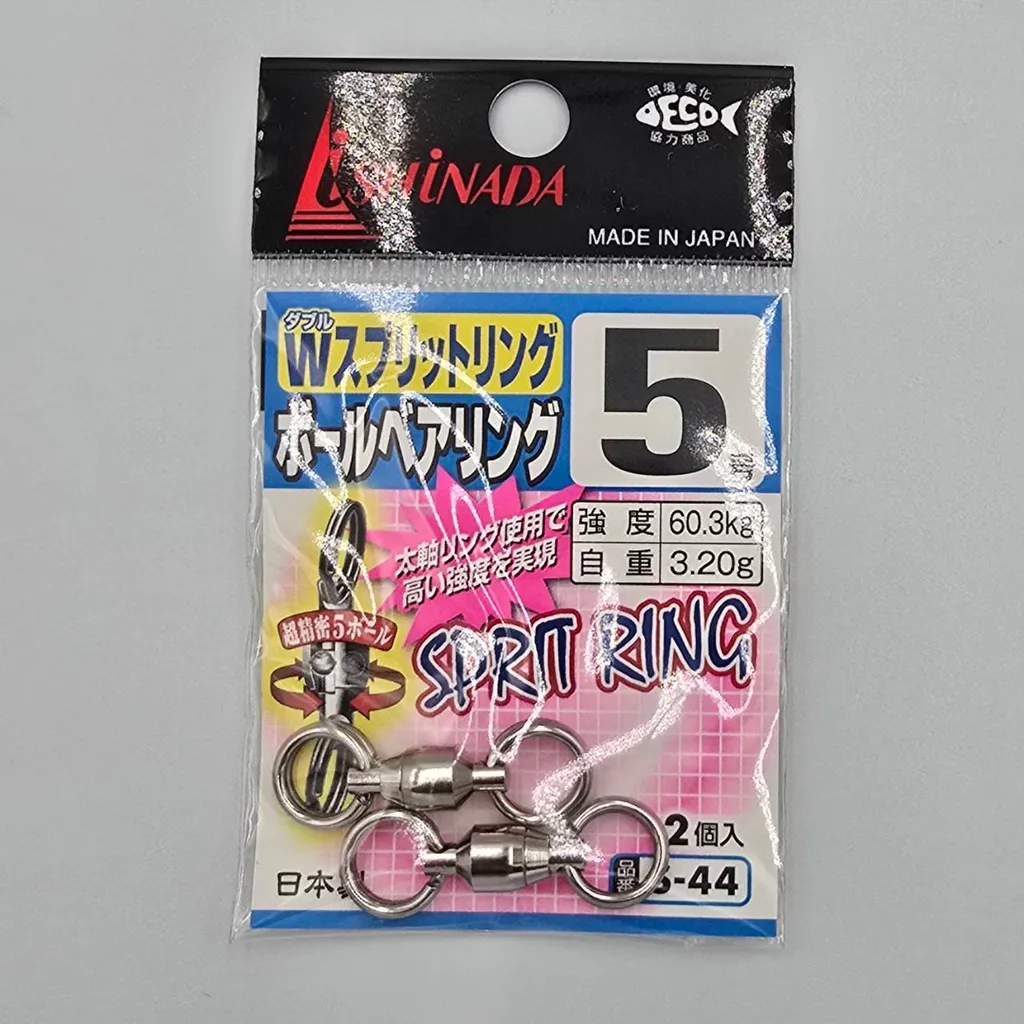 環境・美化
ECO
協力商品
ISHINADA
MADE IN JAPAN
ダブル
Wスプリットリング
ボールベアリング
5
号
太軸リング使用で
高い強度を実現
強度 60.3kg
自重 3.20g
超精密5ボール
SPRIT RING
2個入
日本製
品番 -44